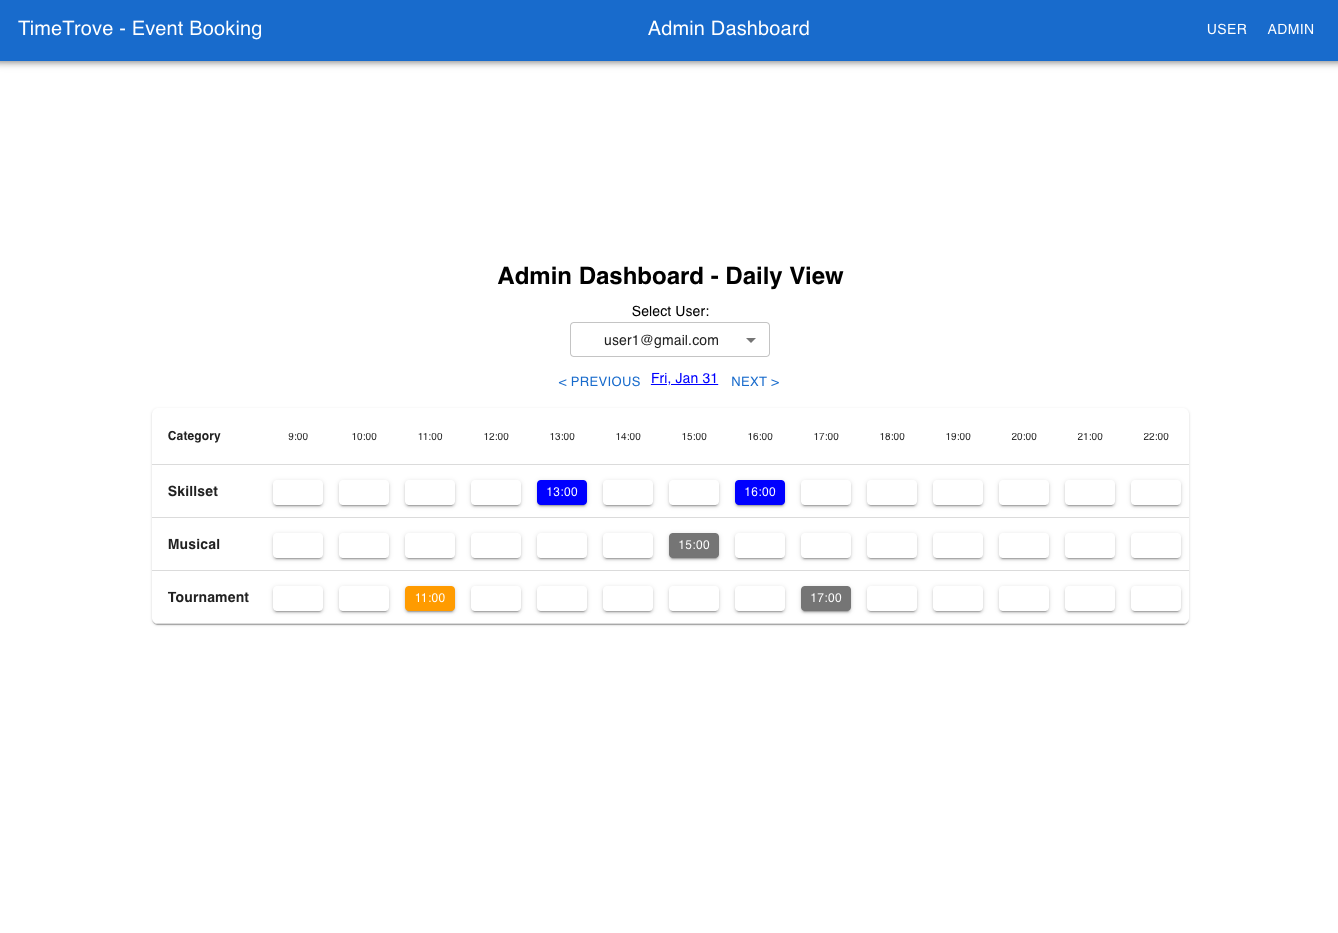 TimeTrove - Event Booking Admin Dashboard USER ADMIN
Admin Dashboard - Daily View
Select User:
user1@gmail.com
< PREVIOUS Fri, Jan 31 NEXT >
Category 9:00 10:00 11:00 12:00 13:00 14:00 15:00 16:00 17:00 18:00 19:00 20:00 21:00 22:00
Skillset 13:00 16:00
Musical 15:00
Tournament 11:00 17:00